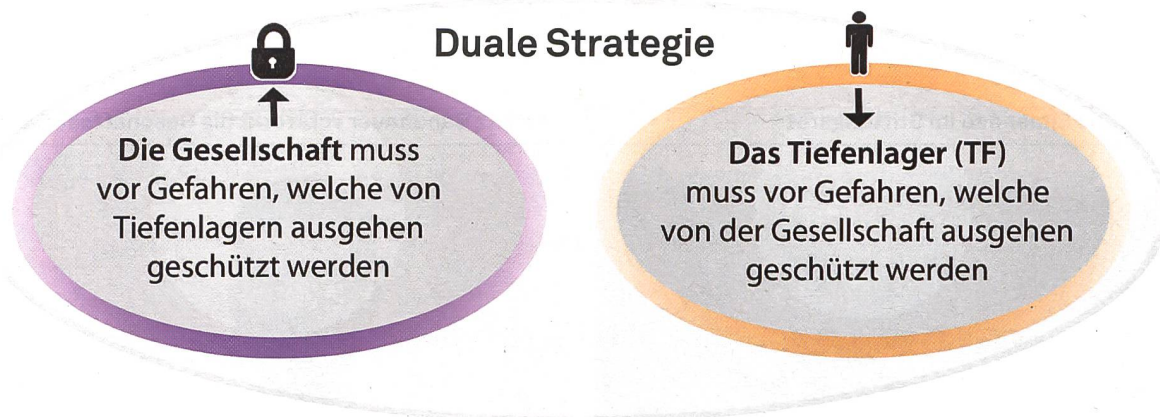 Duale Strategie
Die Gesellschaft muss
vor Gefahren, welche von
Tiefenlagern ausgehen
geschützt werden
Das Tiefenlager (TF)
muss vor Gefahren, welche
von der Gesellschaft ausgehen
geschützt werden